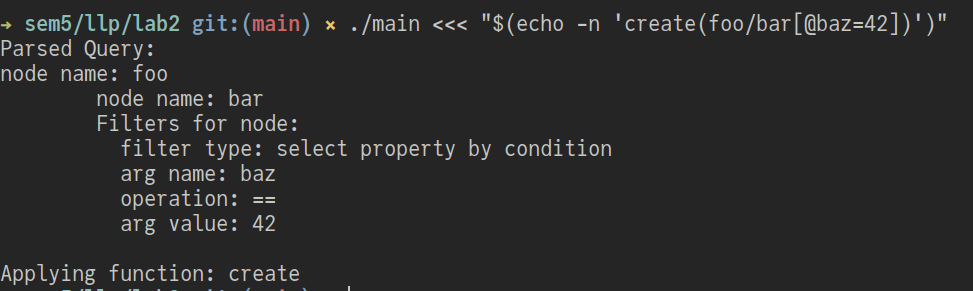 → sem5/llp/lab2 git:(main) × ./main <<< "$(echo -n 'create(foo/bar[@baz=42])')"
Parsed Query:
node name: foo
        node name: bar
        Filters for node:
          filter type: select property by condition
          arg name: baz
          operation: ==
          arg value: 42

Applying function: create